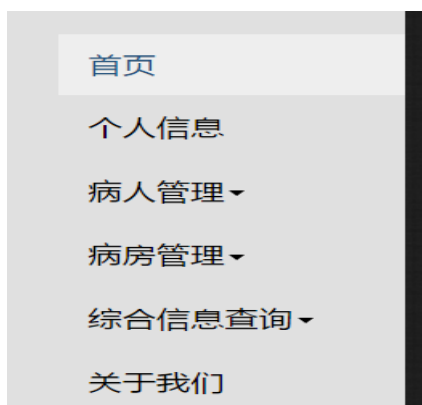 首页
个人信息
病人管理
病房管理
综合信息查询
关于我们